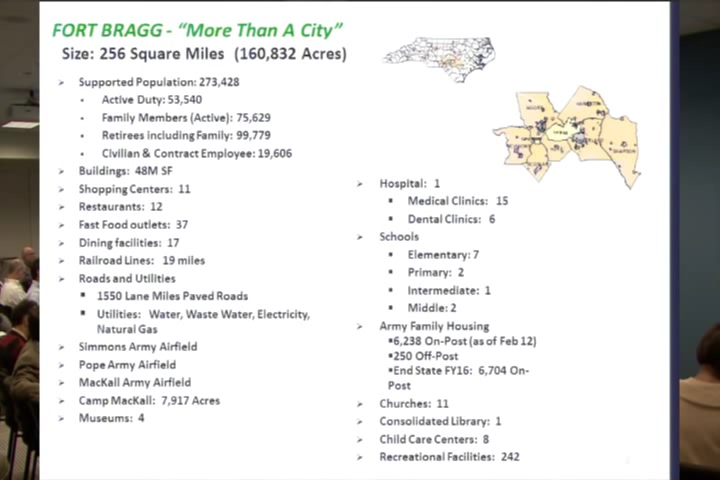 FORT BRAGG - “More Than A City”
Size: 256 Square Miles (160,832 Acres)
Supported Population: 273,428
Active Duty: 53,540
Family Members (Active): 75,629
Retirees including Family: 99,779
Civilian & Contract Employee: 19,606
Buildings: 48M SF
Shopping Centers: 11
Restaurants: 12
Fast Food outlets: 37
Dining facilities: 17
Railroad Lines: 19 miles
Roads and Utilities
1550 Lane Miles Paved Roads
Utilities: Water, Waste Water, Electricity,
Natural Gas
Simmons Army Airfield
Pope Army Airfield
MacKall Army Airfield
Camp MacKall: 7,917 Acres
Museums: 4
Hospital: 1
Medical Clinics: 15
Dental Clinics: 6
Schools
Elementary: 7
Primary: 2
Intermediate: 1
Middle: 2
Army Family Housing
6,238 On-Post (as of Feb 12)
250 Off-Post
End State FY16: 6,704 On-
Post
Churches: 11
Consolidated Library: 1
Child Care Centers: 8
Recreational Facilities: 242